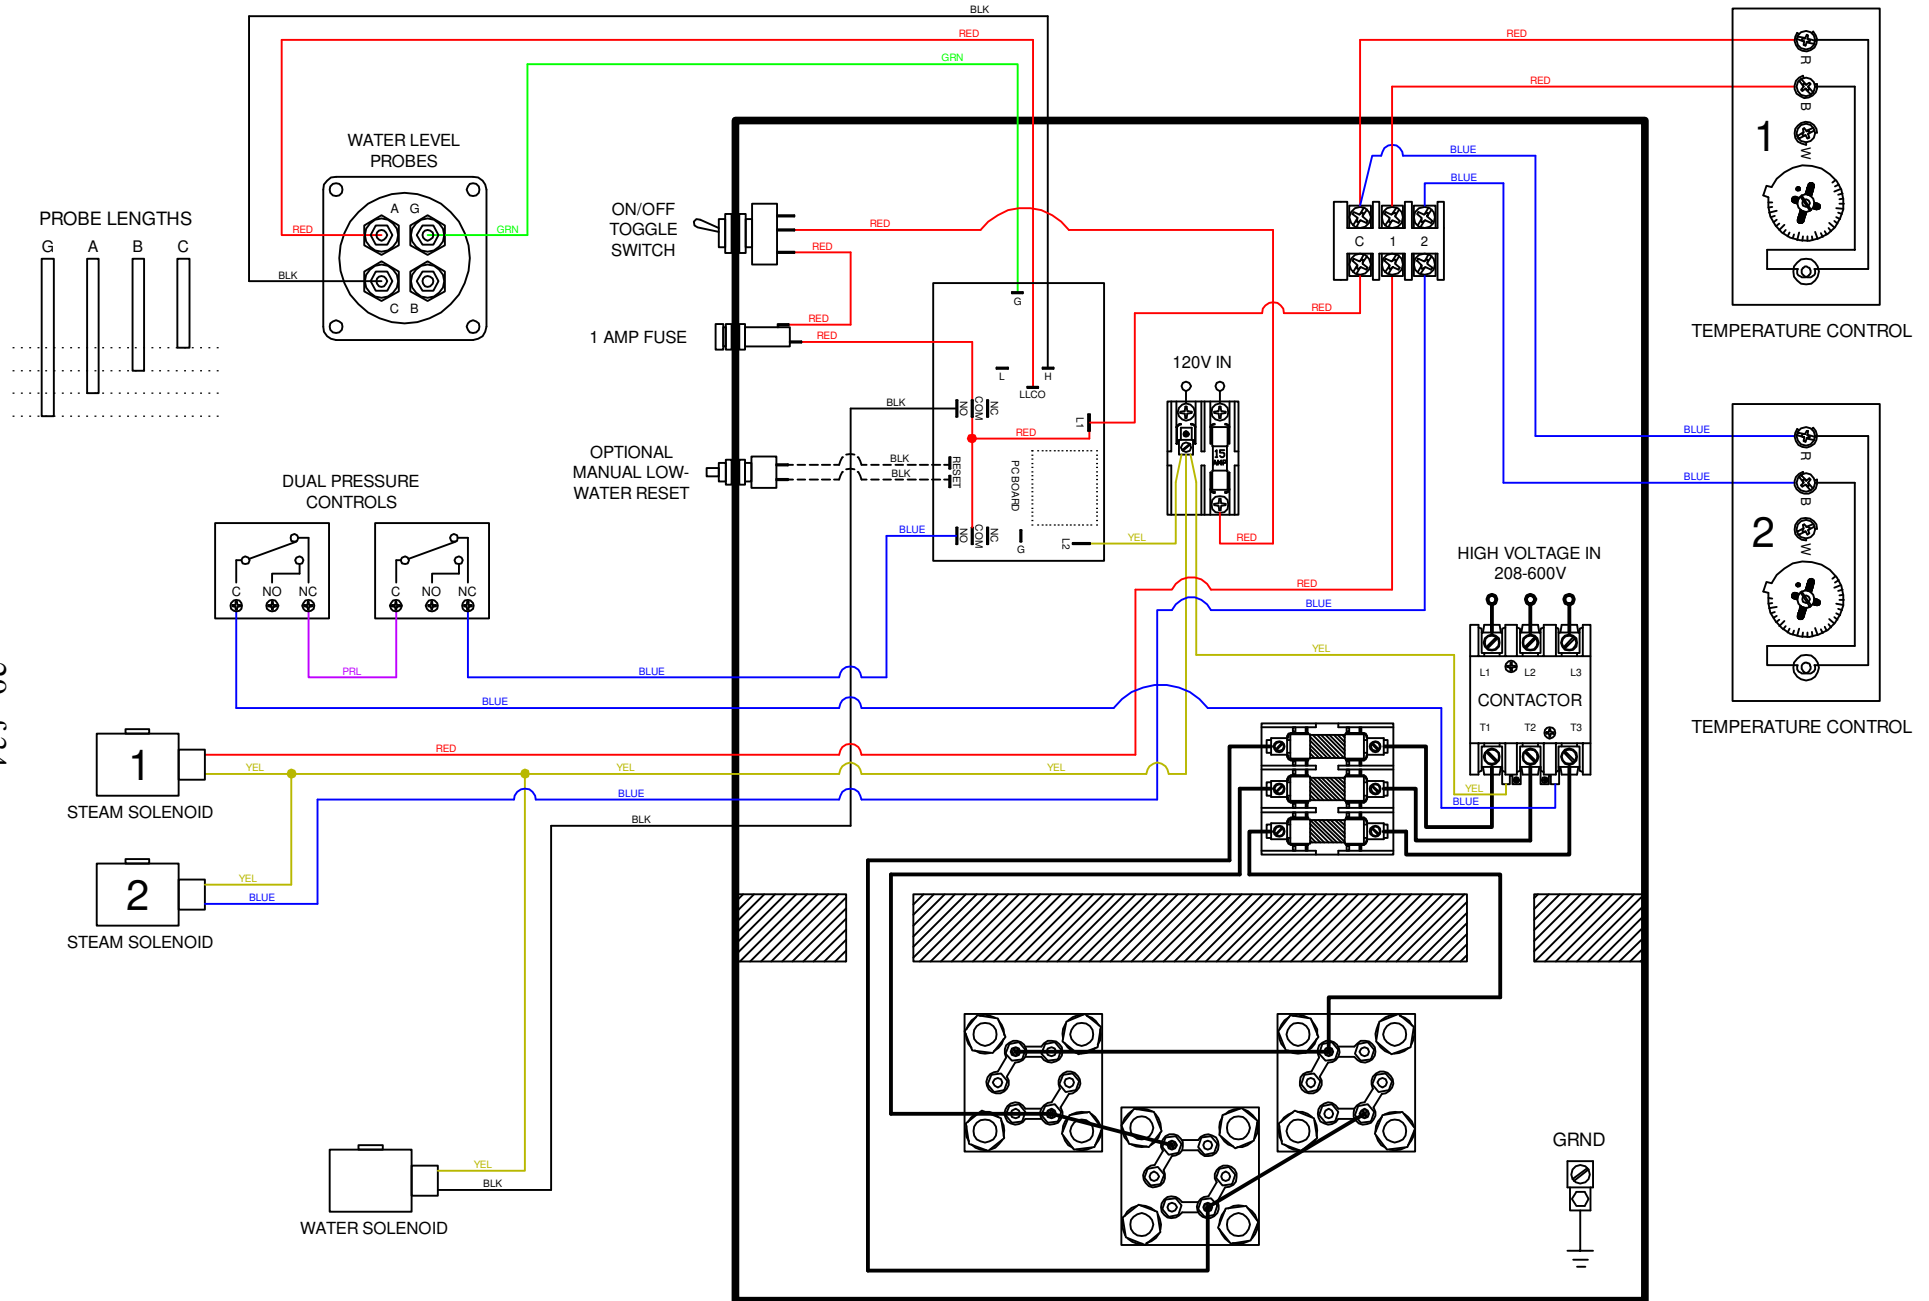 BLK
RED
GRN
RED
RED
WATER LEVEL
PROBES
A G
C B
RED
GRN
BLK
PROBE LENGTHS
G A B C
ON/OFF
TOGGLE
SWITCH
RED
RED
RED
1 AMP FUSE
RED
OPTIONAL
MANUAL LOW-
WATER RESET
BLK
BLK
BLK
G
L
H
LLCO
NO
COM
NC
L1
RED
RESET
PC BOARD
NO
COM
NC
G
L2
BLUE
YEL
RED
120V IN
15
AMP
RED
BLUE
BLUE
C 1 2
R
B
W
1
TEMPERATURE CONTROL
BLUE
BLUE
R
B
W
2
TEMPERATURE CONTROL
DUAL PRESSURE
CONTROLS
C NO NC
C NO NC
PRL
BLUE
BLUE
RED
BLUE
YEL
HIGH VOLTAGE IN
208-600V
L1 L2 L3
CONTACTOR
T1 T2 T3
YEL
BLUE
1
STEAM SOLENOID
RED
YEL
YEL
YEL
BLUE
BLK
2
STEAM SOLENOID
YEL
BLUE
WATER SOLENOID
YEL
BLK
GRND